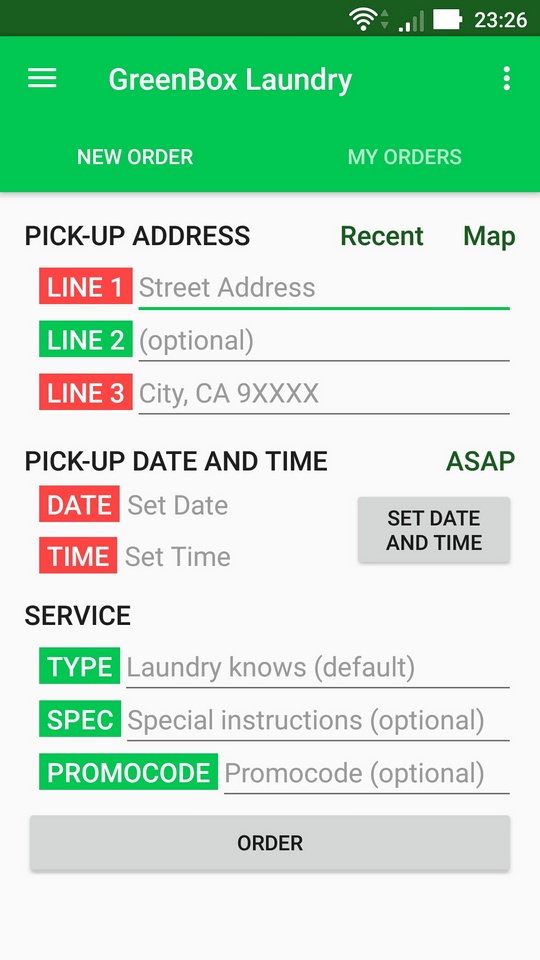 23:26
GreenBox Laundry
NEW ORDER MY ORDERS
PICK-UP ADDRESS Recent Map
LINE 1 Street Address
LINE 2 (optional)
LINE 3 City, CA 9XXXX
PICK-UP DATE AND TIME ASAP
DATE Set Date
SET DATE
AND TIME
TIME Set Time
SERVICE
TYPE Laundry knows (default)
SPEC Special instructions (optional)
PROMOCODE Promocode (optional)
ORDER